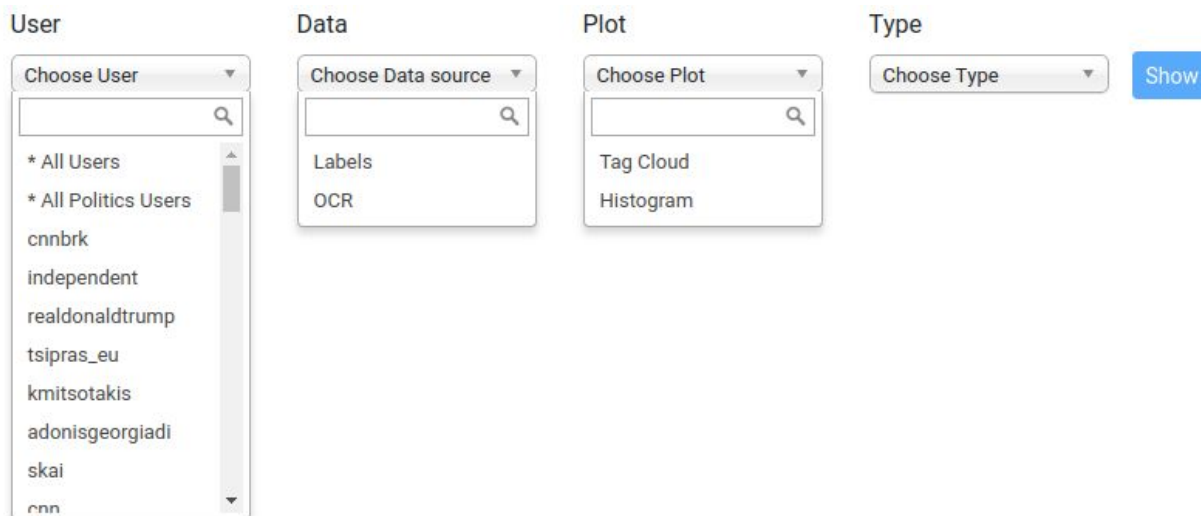 User
Data
Plot
Type
Choose User
Choose Data source
Choose Plot
Choose Type
Show
* All Users
* All Politics Users
cnnbrk
independent
realdonaldtrump
tsipras_eu
kmitsotakis
adonisgeorgiadi
skai
cnn
Labels
OCR
Tag Cloud
Histogram